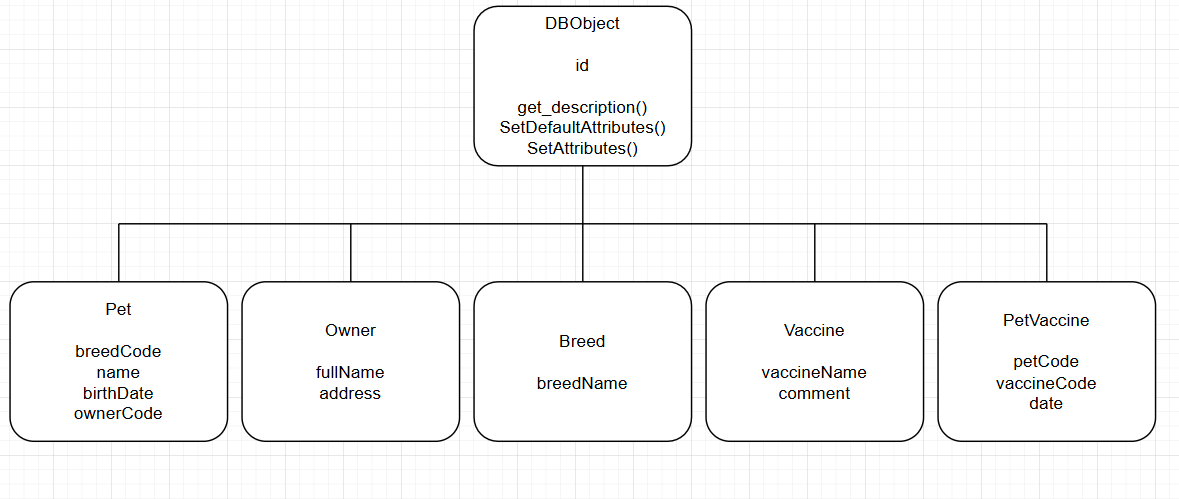 DBObject
id
get_description()
SetDefaultAttributes()
SetAttributes()
Pet
breedCode
name
birthDate
ownerCode
Owner
fullName
address
Breed
breedName
Vaccine
vaccineName
comment
PetVaccine
petCode
vaccineCode
date